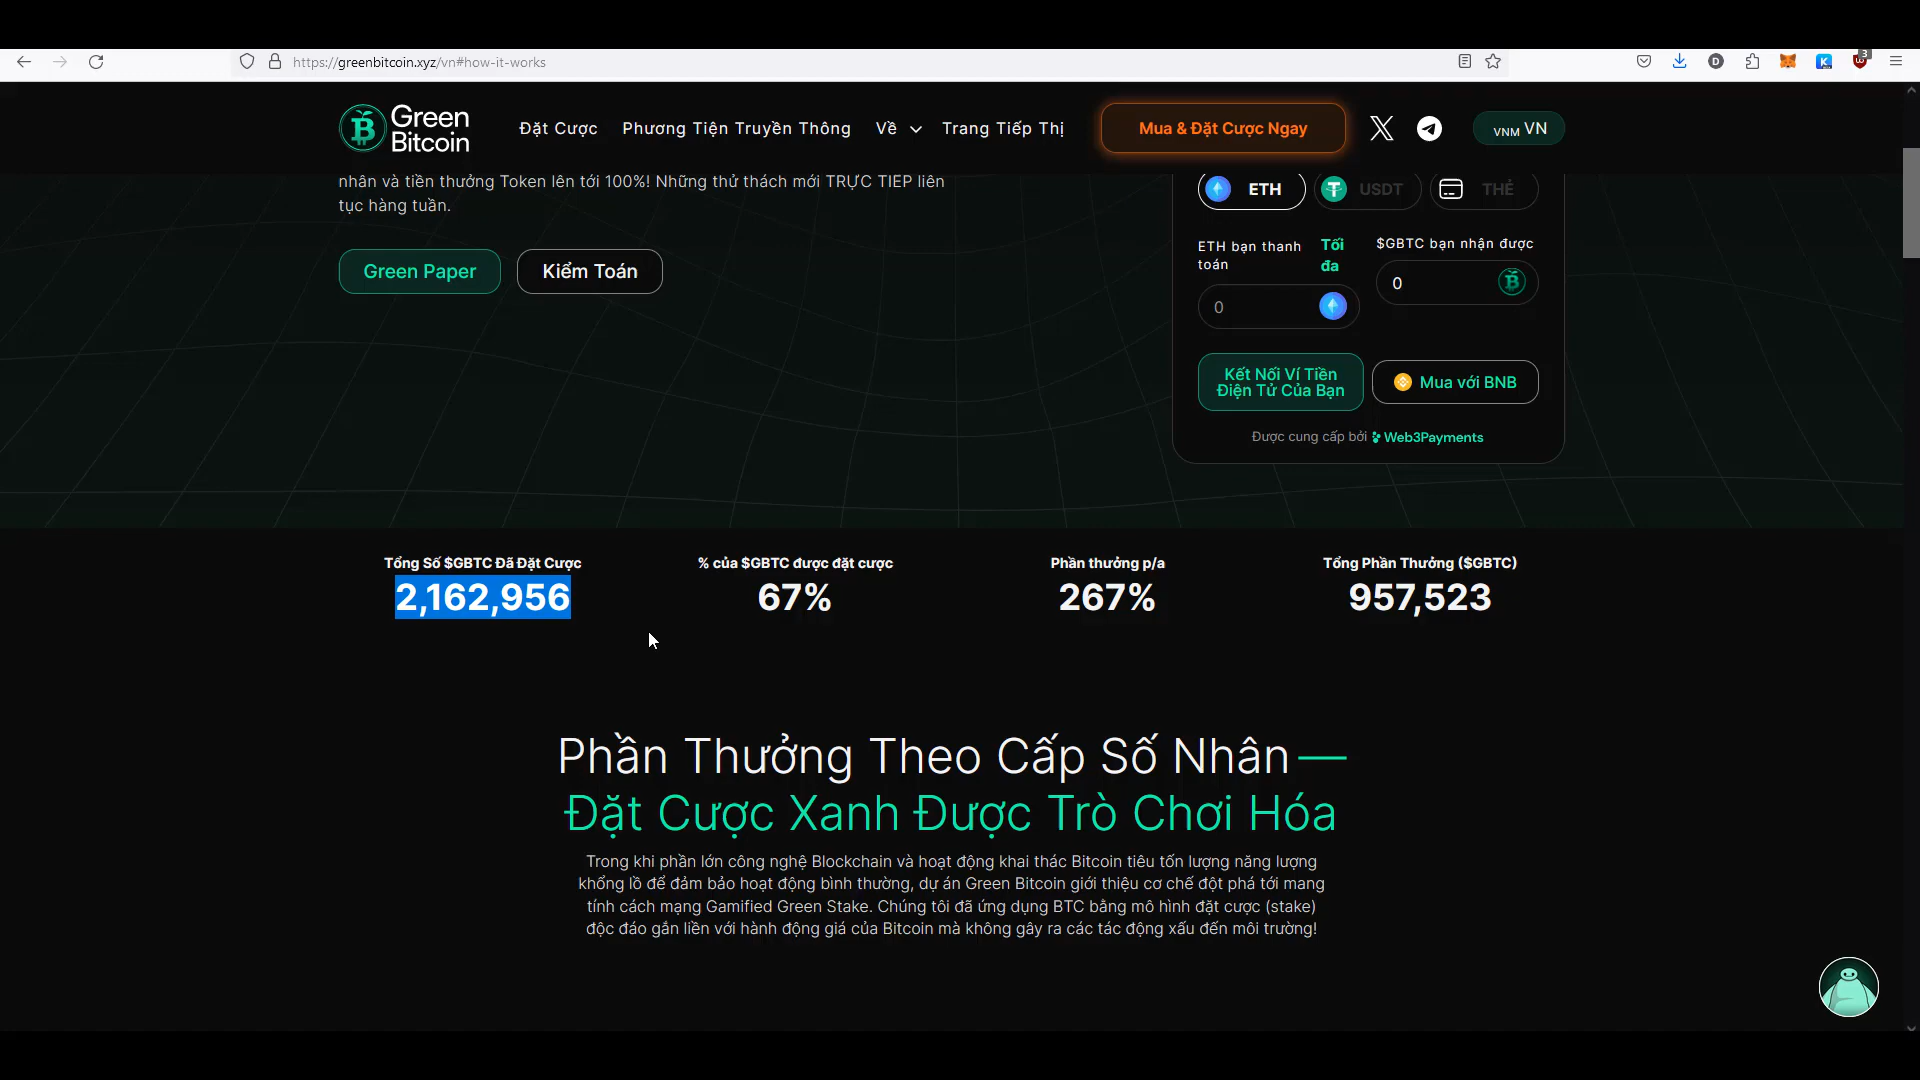 https://greenbitcoin.xyz/vn#how-it-works
3
Green
Bitcoin
Đặt Cược
Phương Tiện Truyền Thông
Về
Trang Tiếp Thị
Mua & Đặt Cược Ngay
VNM VN
nhân và tiền thưởng Token lên tới 100%! Những thử thách mới TRỰC TIEP liên
tục hàng tuần.
Green Paper
Kiểm Toán
ETH
USDT
THẺ
ETH bạn thanh
toán
Tối
đa
$GBTC bạn nhận được
0
0
Kết Nối Ví Tiền
Điện Tử Của Bạn
Mua với BNB
Được cung cấp bởi Web3Payments
Tổng Số $GBTC Đã Đặt Cược
2,162,956
% của $GBTC được đặt cược
67%
Phần thưởng p/a
267%
Tổng Phần Thưởng ($GBTC)
957,523
Phần Thưởng Theo Cấp Số Nhân —
Đặt Cược Xanh Được Trò Chơi Hóa
Trong khi phần lớn công nghệ Blockchain và hoạt động khai thác Bitcoin tiêu tốn lượng năng lượng
khổng lồ để đảm bảo hoạt động bình thường, dự án Green Bitcoin giới thiệu cơ chế đột phá tới mang
tính cách mạng Gamified Green Stake. Chúng tôi đã ứng dụng BTC bằng mô hình đặt cược (stake)
độc đáo gắn liền với hành động giá của Bitcoin mà không gây ra các tác động xấu đến môi trường!